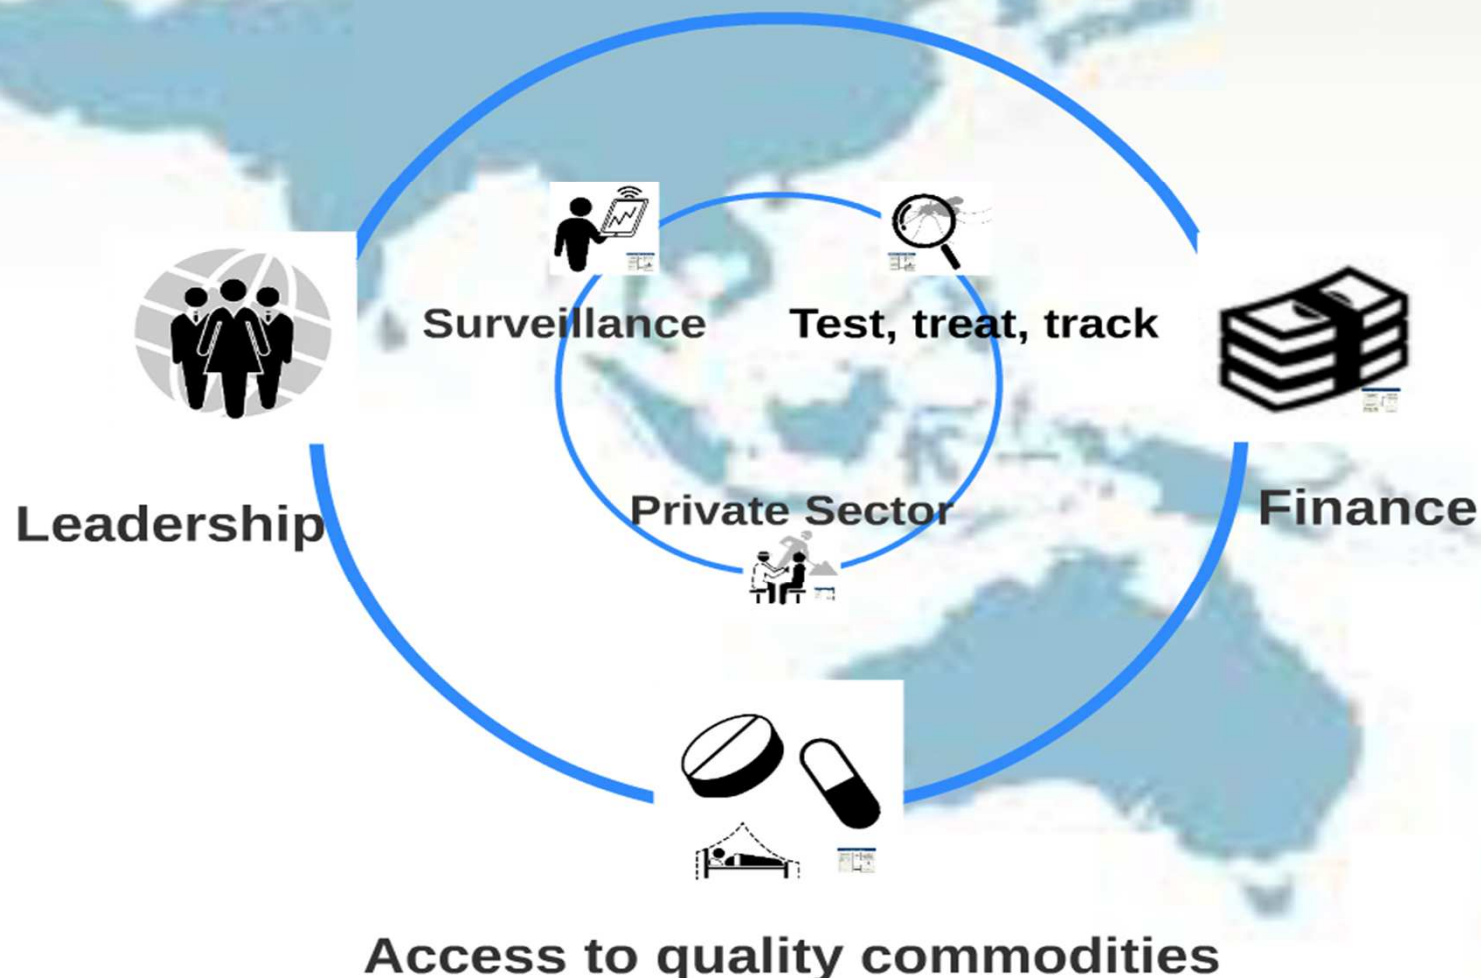 Surveillance
Test, treat, track
Leadership
Private Sector
Finance
Access to quality commodities